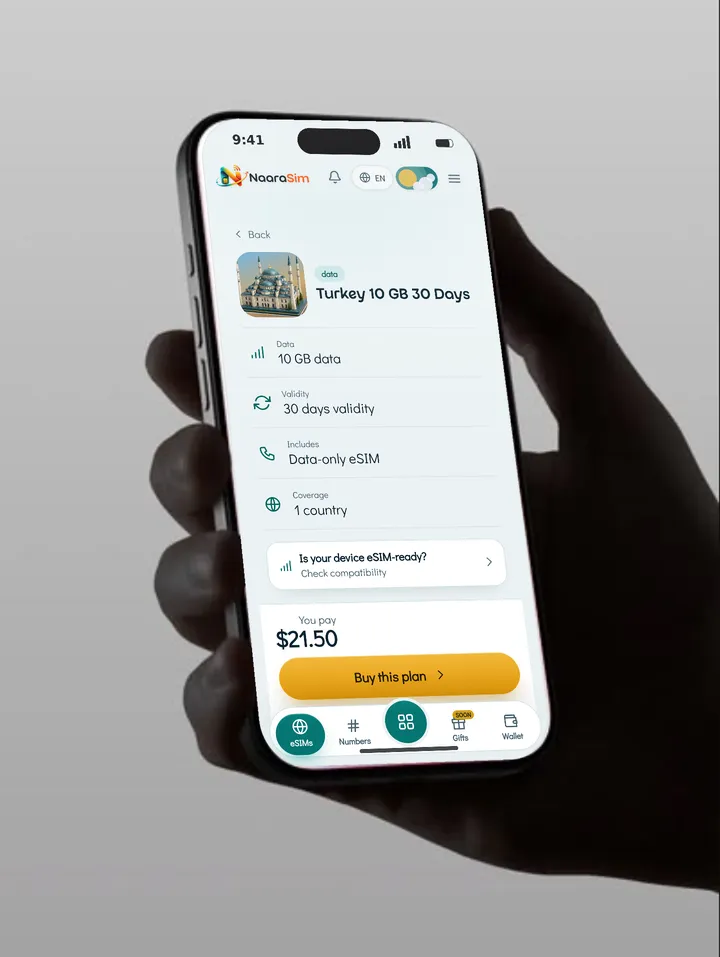 9:41
NaaraSim
EN
Back
data
Turkey 10 GB 30 Days
Data
10 GB data
Validity
30 days validity
Includes
Data-only eSIM
Coverage
1 country
Is your device eSIM-ready?
Check compatibility
You pay
$21.50
Buy this plan
SOON
eSIMs
Numbers
Gifts
Wallet